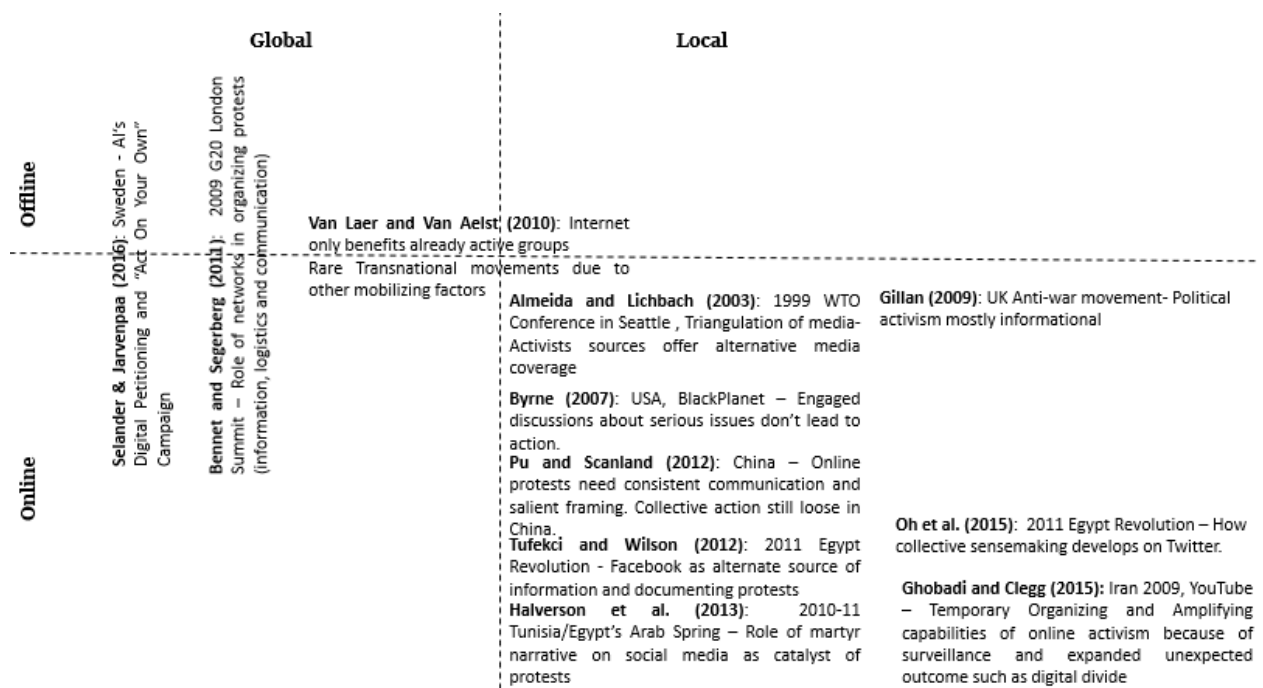 Global
Local
Offline
Online
Selander & Jarvenpaa (2016): Sweden - AI's
Digital Petitioning and "Act On Your Own"
Campaign
Bennet and Segerberg (2011): 2009 G20 London
Summit – Role of networks in organizing protests
(information, logistics and communication)
Van Laer and Van Aelst (2010): Internet
only benefits already active groups
Rare Transnational movements due to
other mobilizing factors
Almeida and Lichbach (2003): 1999 WTO
Conference in Seattle , Triangulation of media-
Activists sources offer alternative media
coverage
Byrne (2007): USA, BlackPlanet – Engaged
discussions about serious issues don't lead to
action.
Pu and Scanland (2012): China – Online
protests need consistent communication and
salient framing. Collective action still loose in
China.
Tufekci and Wilson (2012): 2011 Egypt
Revolution - Facebook as alternate source of
information and documenting protests
Halverson et al. (2013): 2010-11
Tunisia/Egypt's Arab Spring – Role of martyr
narrative on social media as catalyst of
protests
Gillan (2009): UK Anti-war movement- Political
activism mostly informational
Oh et al. (2015): 2011 Egypt Revolution – How
collective sensemaking develops on Twitter.
Ghobadi and Clegg (2015): Iran 2009, YouTube
– Temporary Organizing and Amplifying
capabilities of online activism because of
surveillance and expanded unexpected
outcome such as digital divide